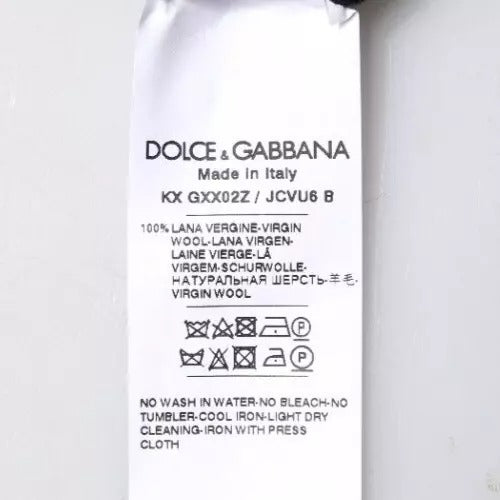 DOLCE & GABBANA
Made in Italy
KX GXX02Z / JCVU6 B
100% LANA VERGINE-VIRGIN
WOOL-LANA VIRGEN-
LAINE VIERGE-LÃ
VIRGEM-SCHURWOLLE-
НАТУРАЛЬНАЯ ШЕРСТЬ-羊毛-
VIRGIN WOOL
P
P
NO WASH IN WATER-NO BLEACH-NO
TUMBLER-COOL IRON-LIGHT DRY
CLEANING-IRON WITH PRESS
CLOTH